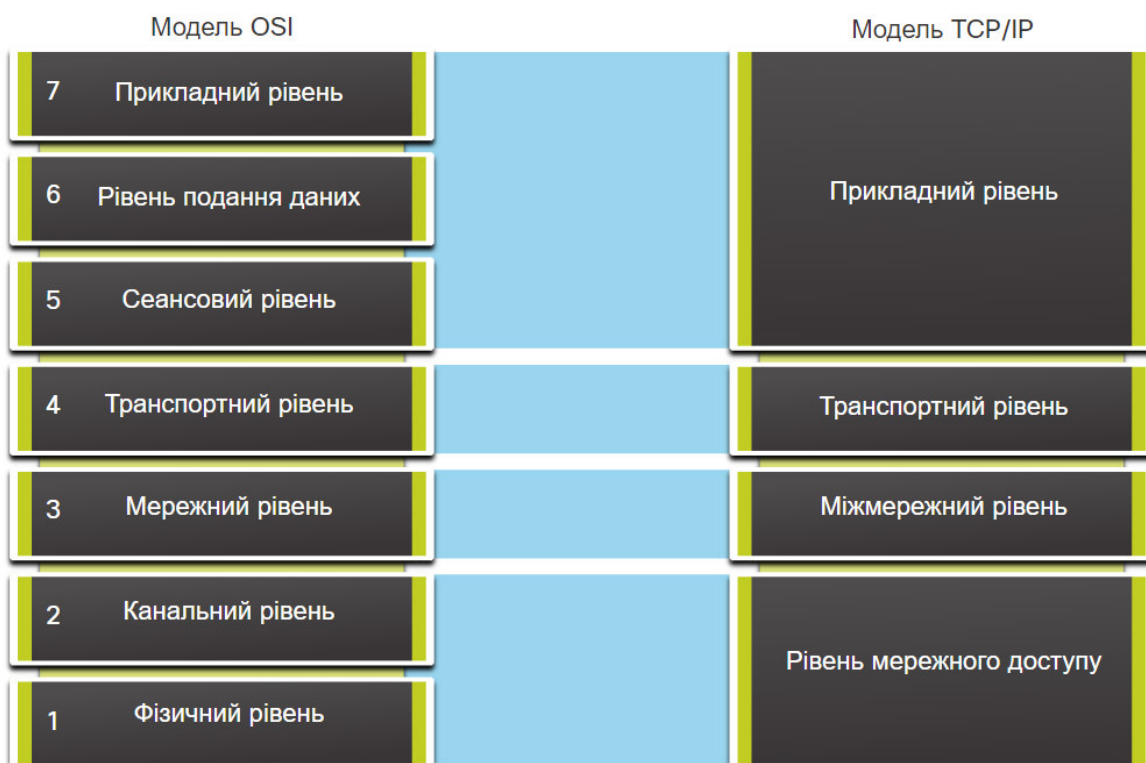 Модель OSI
Модель TCP/IP
7 Прикладний рівень
6 Рівень подання даних
5 Сеансовий рівень
4 Транспортний рівень
3 Мережний рівень
2 Канальний рівень
1 Фізичний рівень
Прикладний рівень
Транспортний рівень
Міжмережний рівень
Рівень мережного доступу